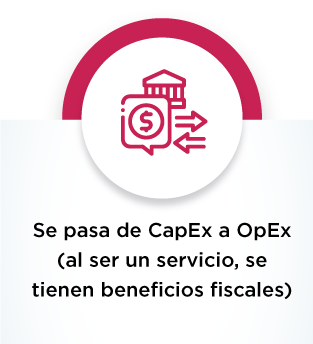 Se pasa de CapEx a OpEx
(al ser un servicio, se
tienen beneficios fiscales)